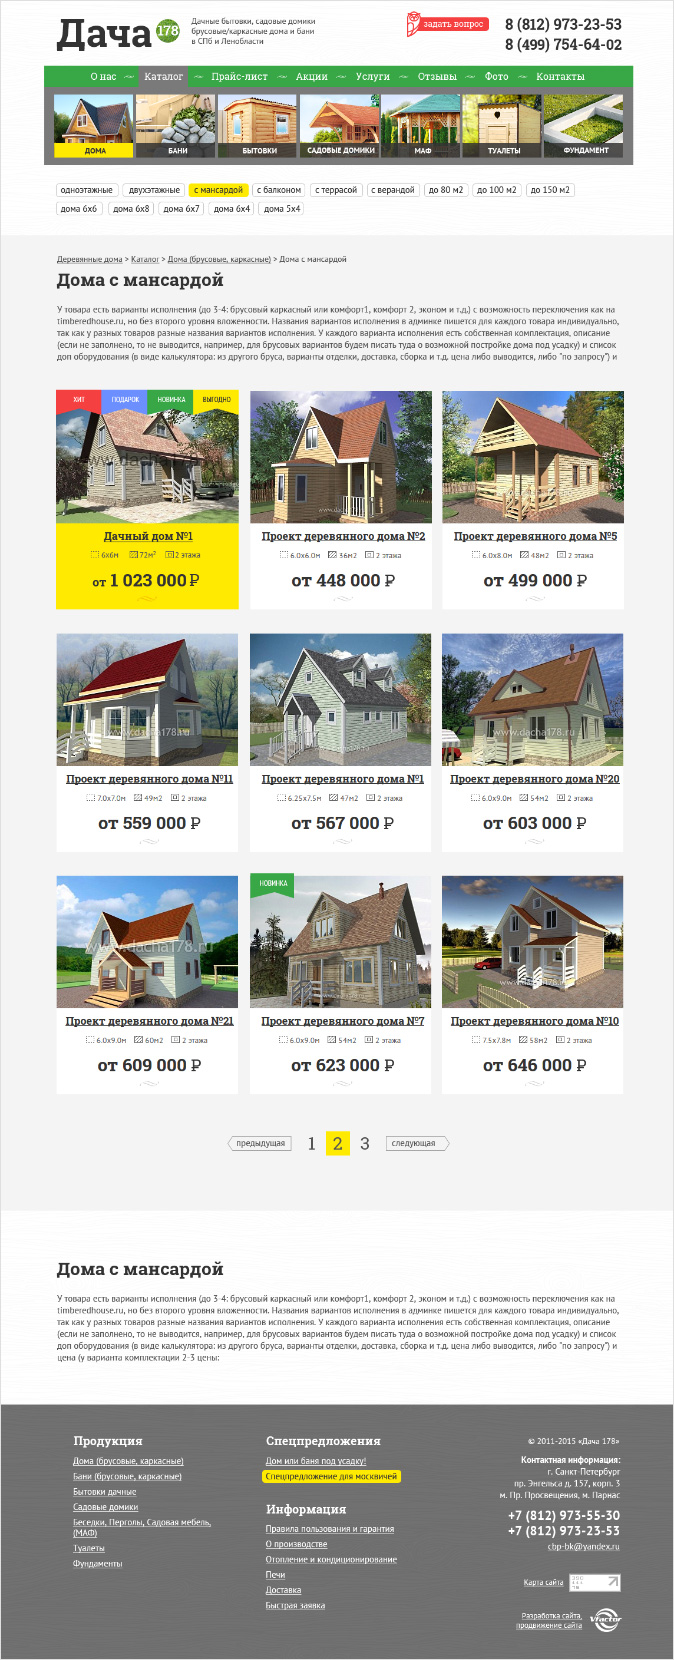 Дача 178
Дачные бытовки, садовые домики
брусовые/каркасные дома и бани
в СПб и Ленобласти
задать вопрос
8 (812) 973-23-53
8 (499) 754-64-02
О нас Каталог Прайс-лист Акции Услуги Отзывы Фото Контакты
ДОМА БАНИ БЫТОВКИ САДОВЫЕ ДОМИКИ МАФ ТУАЛЕТЫ ФУНДАМЕНТ
одноэтажные двухэтажные с мансардой с балконом с террасой с верандой до 80 м2 до 100 м2 до 150 м2
дома 6х6 дома 6х8 дома 6х7 дома 6х4 дома 5х4
Деревянные дома > Каталог > Дома (брусовые, каркасные) > Дома с мансардой
Дома с мансардой
У товара есть варианты исполнения (до 3-4: брусовый каркасный или комфорт1, комфорт 2, эконом и т.д.) с возможность переключения как на
timberedhouse.ru, но без второго уровня вложенности. Названия вариантов исполнения в админке пишется для каждого товара индивидуально,
так как у разных товаров разные названия вариантов исполнения. У каждого варианта исполнения есть собственная комплектация, описание
(если не заполнено, то не выводится, например, для брусовых вариантов будем писать туда о возможной постройке дома под усадку) и список
доп оборудования (в виде калькулятора: из другого бруса, варианты отделки, доставка, сборка и т.д. цена либо выводится, либо "по запросу") и
ХИТ ПОДАРОК НОВИНКА ВЫГОДНО
www.dacha178.ru
Дачный дом №1
6х6м 72м²  2 этажа
от 1 023 000 ₽
www.dacha178.ru
Проект деревянного дома №2
6.0х6.0м 36м2 2 этажа
от 448 000 ₽
Проект деревянного дома №5
6.0х8.0м 48м2 2 этажа
от 499 000 ₽
www.dacha178.ru
Проект деревянного дома №11
7.0х7.0м 49м2 2 этажа
от 559 000 ₽
Проект деревянного дома №1
6.25х7.5м 47м2 2 этажа
от 567 000 ₽
www.dacha178.ru
Проект деревянного дома №20
6.0х9.0м 54м2 2 этажа
от 603 000 ₽
www.dacha178.ru
Проект деревянного дома №21
6.0х9.0м 60м2 2 этажа
от 609 000 ₽
НОВИНКА
Проект деревянного дома №7
6.0х9.0м 54м2 2 этажа
от 623 000 ₽
www.dacha178.ru
Проект деревянного дома №10
7.5х7.8м 58м2 2 этажа
от 646 000 ₽
предыдущая 1 2 3 следующая
Дома с мансардой
У товара есть варианты исполнения (до 3-4: брусовый каркасный или комфорт1, комфорт 2, эконом и т.д.) с возможность переключения как на
timberedhouse.ru, но без второго уровня вложенности. Названия вариантов исполнения в админке пишется для каждого товара индивидуально,
так как у разных товаров разные названия вариантов исполнения. У каждого варианта исполнения есть собственная комплектация, описание
(если не заполнено, то не выводится, например, для брусовых вариантов будем писать туда о возможной постройке дома под усадку) и список
доп оборудования (в виде калькулятора: из другого бруса, варианты отделки, доставка, сборка и т.д. цена либо выводится, либо "по запросу") и
цена (у варианта комплектации 2-3 цены:
Продукция
Дома (брусовые, каркасные)
Бани (брусовые, каркасные)
Бытовки дачные
Садовые домики
Беседки, Перголы, Садовая мебель,
(МАФ)
Туалеты
Фундаменты
Спецпредложения
Дом или баня под усадку!
Спецпредложение для москвичей
Информация
Правила пользования и гарантия
О производстве
Отопление и кондиционирование
Печи
Доставка
Быстрая заявка
© 2011-2015 «Дача 178»
Контактная информация:
г. Санкт-Петербург
пр. Энгельса д. 157, корп. 3
м. Пр. Просвещения, м. Парнас
+7 (812) 973-55-30
+7 (812) 973-23-53
cbp-bk@yandex.ru
Карта сайта
Разработка сайта,
продвижение сайта
Vfactor